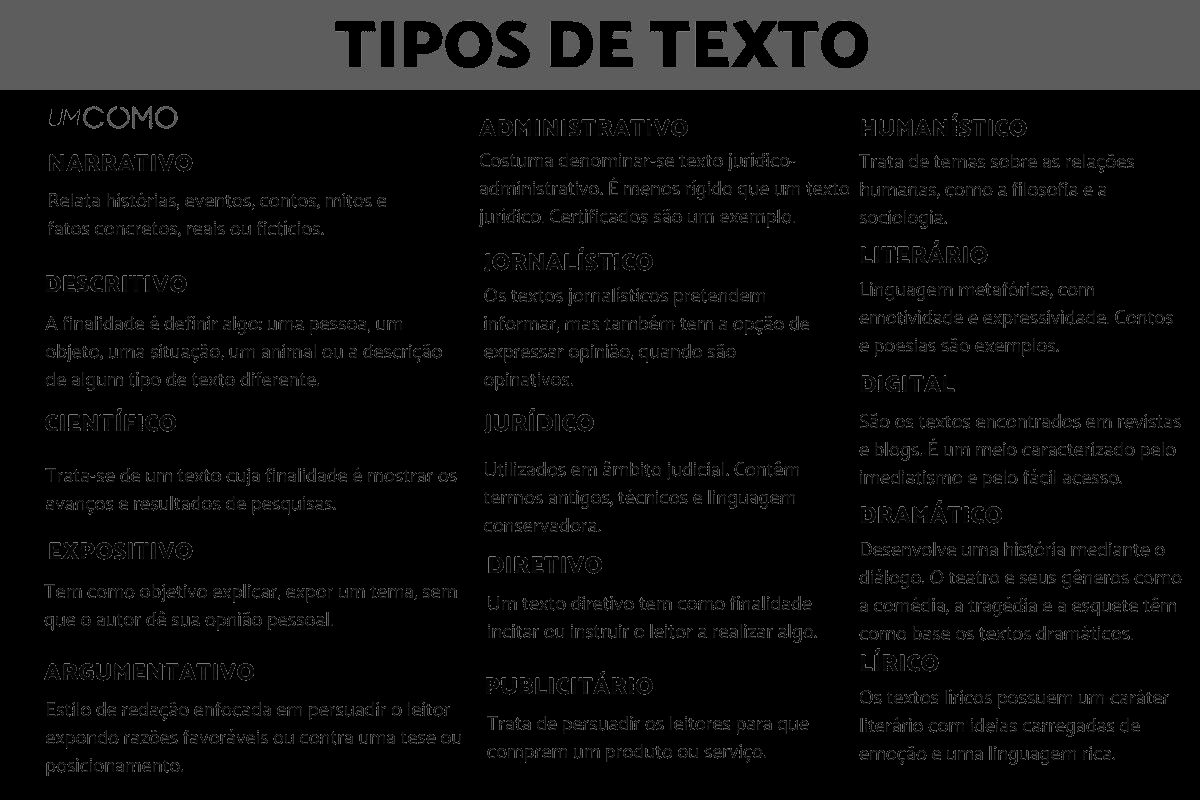 TIPOS DE TEXTO
UMCOMO
NARRATIVO
Relata histórias, eventos, contos, mitos e
fatos concretos, reais ou fictícios.
DESCRITIVO
A finalidade é definir algo: uma pessoa, um
objeto, uma situação, um animal ou a descrição
de algum tipo de texto diferente.
CIENTÍFICO
Trata-se de um texto cuja finalidade é mostrar os
avanços e resultados de pesquisas.
EXPOSITIVO
Tem como objetivo explicar, expor um tema, sem
que o autor dê sua opnião pessoal.
ARGUMENTATIVO
Estilo de redação enfocada em persuadir o leitor
expondo razões favoráveis ou contra uma tese ou
posicionamento.
ADMINISTRATIVO
Costuma denominar-se texto jurídico-
administrativo. É menos rígido que um texto
jurídico. Certificados são um exemplo.
JORNALÍSTICO
Os textos jornalísticos pretendem
informar, mas também tem a opção de
expressar opinião, quando são
opinativos.
JURÍDICO
Utilizados em âmbito judicial. Contêm
termos antigos, técnicos e linguagem
conservadora.
DIRETIVO
Um texto diretivo tem como finalidade
incitar ou instruir o leitor a realizar algo.
PUBLICITÁRIO
Trata de persuadir os leitores para que
comprem um produto ou serviço.
HUMANÍSTICO
Trata de temas sobre as relações
humanas, como a filosofia e a
sociologia.
LITERÁRIO
Linguagem metafórica, com
emotividade e expressividade. Contos
e poesias são exemplos.
DIGITAL
São os textos encontrados em revistas
e blogs. É um meio caracterizado pelo
imediatismo e pelo fácil acesso.
DRAMÁTICO
Desenvolve uma história mediante o
diálogo. O teatro e seus gêneros como
a comédia, a tragédia e a esquete têm
como base os textos dramáticos.
LÍRICO
Os textos líricos possuem um caráter
literário com ideias carregadas de
emoção e uma linguagem rica.